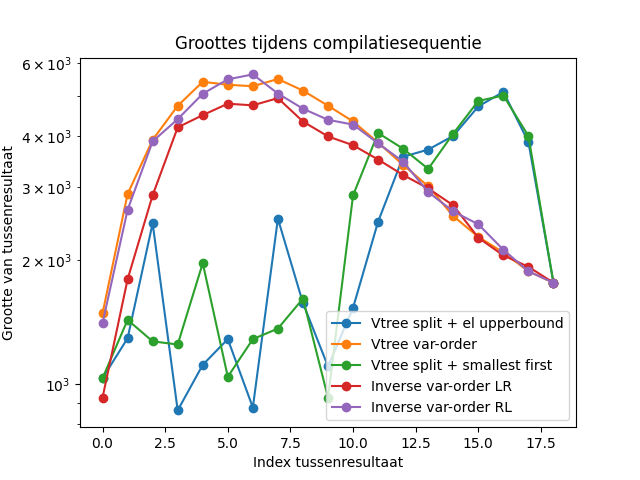 Groottes tijdens compilatiesequentie
Grootte van tussenresultaat
6 × 10³
4 × 10³
3 × 10³
2 × 10³
10³
0.0 2.5 5.0 7.5 10.0 12.5 15.0 17.5
Index tussenresultaat
Vtree split + el upperbound
Vtree var-order
Vtree split + smallest first
Inverse var-order LR
Inverse var-order RL